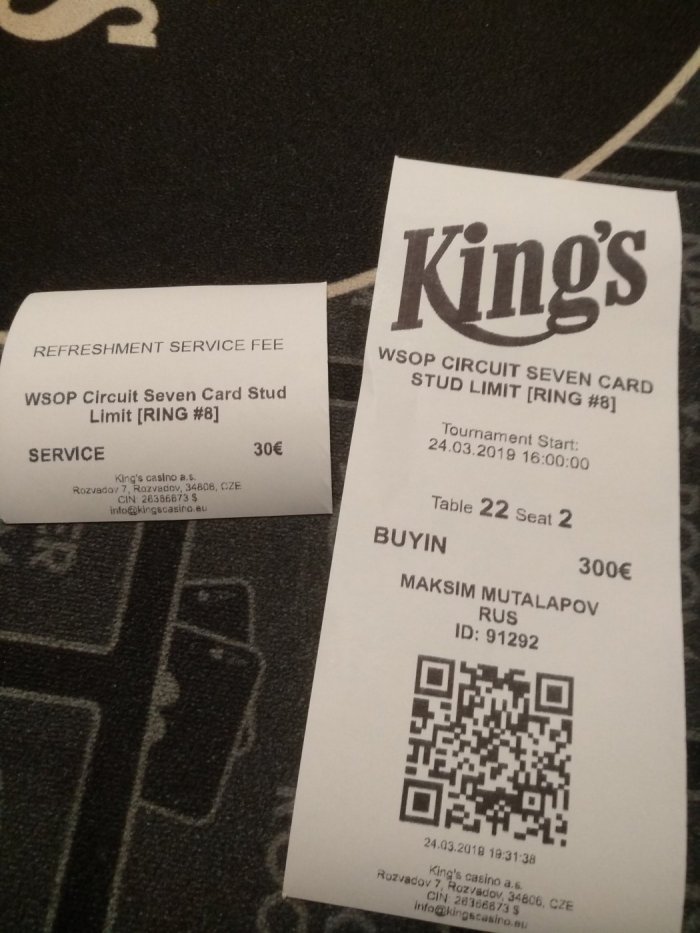 S
REFRESHMENT SERVICE FEE
WSOP Circuit Seven Card Stud
Limit [RING #8]
SERVICE 30€
King's casino a.s.
Rozvadov 7, Rozvadov, 34806, CZE
CIN: 26356873 S
info@kingscasino.eu
King's
WSOP CIRCUIT SEVEN CARD
STUD LIMIT [RING #8]
Tournament Start:
24.03.2019 16:00:00
Table 22 Seat 2
BUYIN 300€
MAKSIM MUTALAPOV
RUS
ID: 91292
24.03.2019 19:31:38
King's casino a.s.
Rozvadov 7, Rozvadov, 34806, CZE
CIN: 26356873 S
info@kingscasino.eu